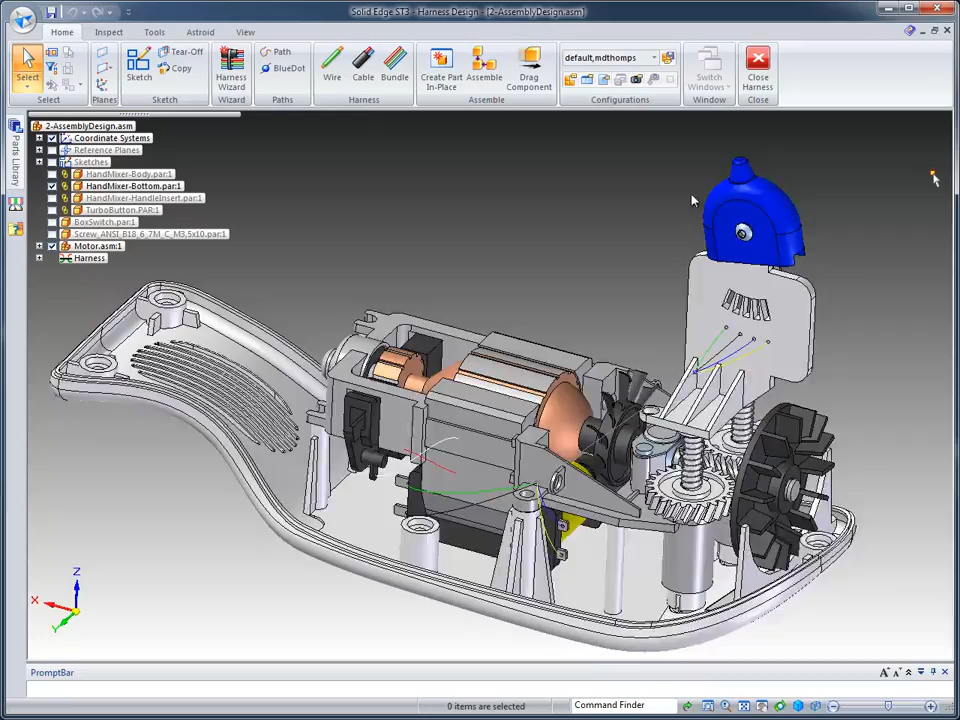 Solid Edge ST3 - Harness Design - [2-AssemblyDesign.asm]
Home Inspect Tools Astroid View
Select
Tear-Off
Copy
Sketch
Harness Wizard
Path
BlueDot
Wire Cable Bundle
Create Part In-Place
Assemble
Drag Component
default,mdthomps
Switch Windows
Close Harness
Select Planes Sketch Wizard Paths Harness Assemble Configurations Window Close
Parts Library
2-AssemblyDesign.asm
Coordinate Systems
Reference Planes
Sketches
HandMixer-Body.par:1
HandMixer-Bottom.par:1
HandMixer-HandleInsert.par:1
TurboButton.PAR:1
BoxSwitch.par:1
Screw_ANSI_B18_6_7M_C_M3,5x10.par:1
Motor.asm:1
Harness
Z
X
Y
PromptBar
A A
0 items are selected
Command Finder